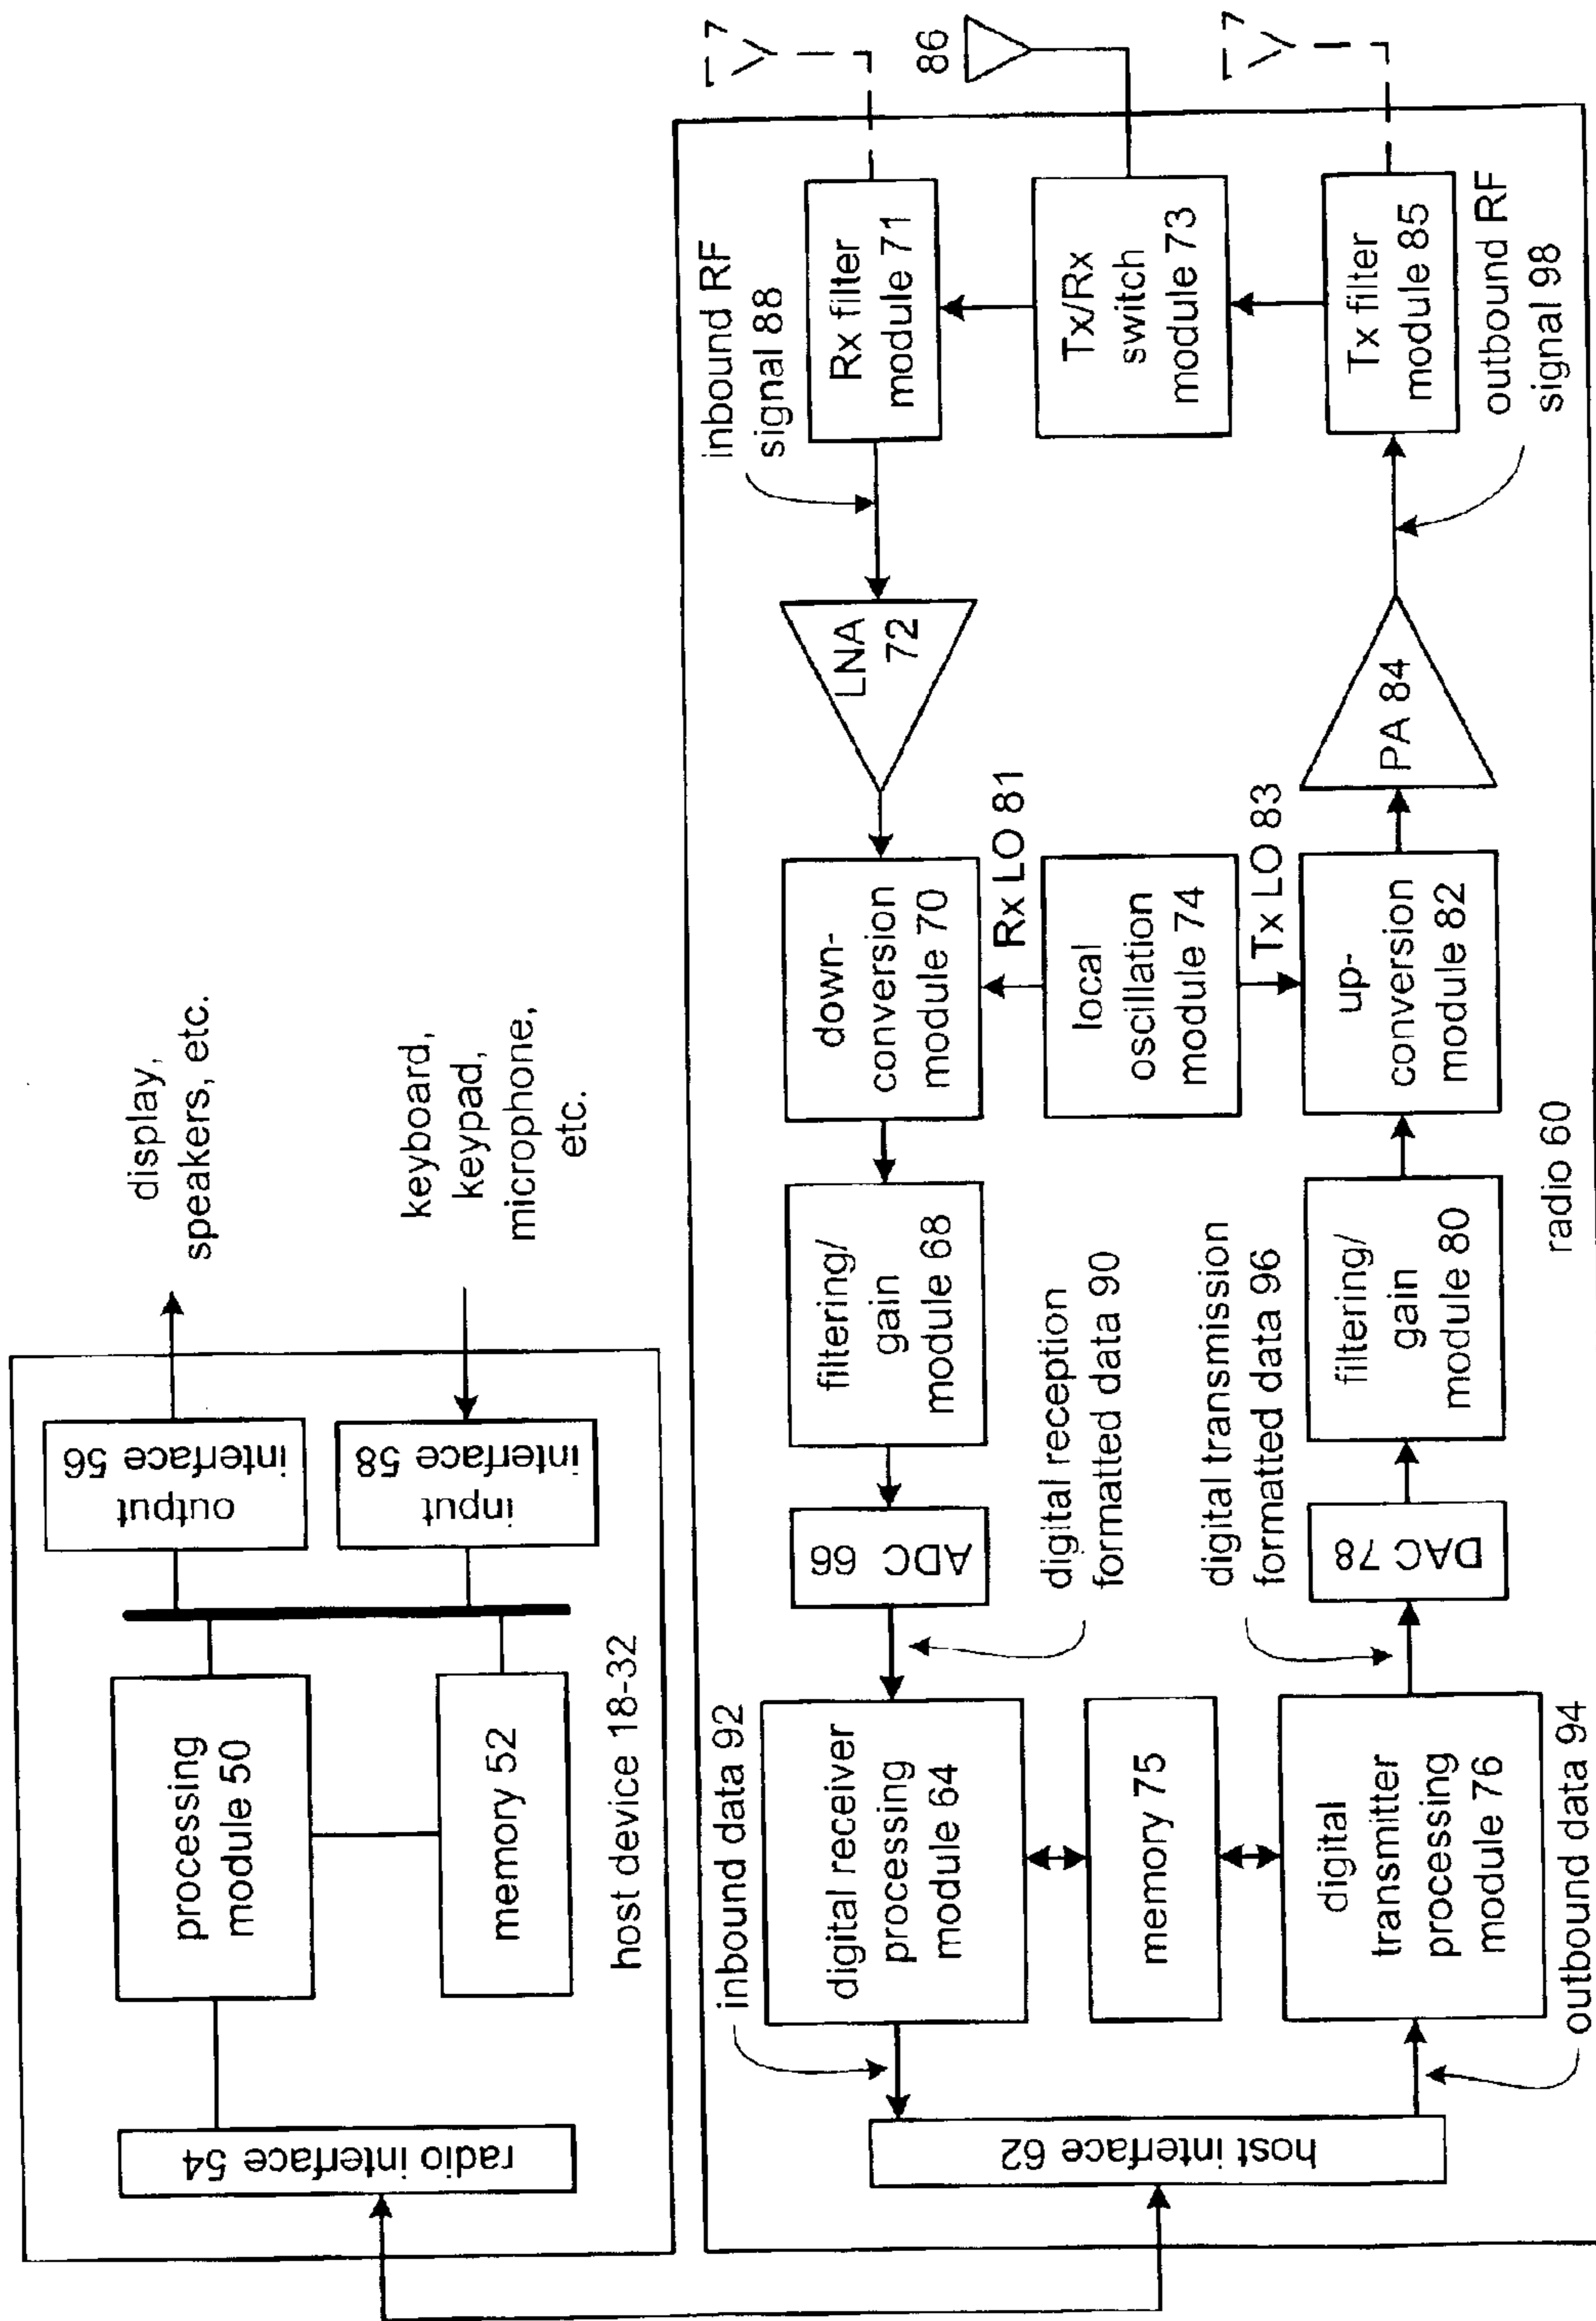 radio interface 54
processing
module 50
memory 52
output
interface 56
input
interface 58
display,
speakers, etc.
keyboard,
keypad,
microphone,
etc.
host device 18-32
inbound data 92
digital receiver
processing
module 64
host interface 62
memory 75
digital
transmitter
processing
module 76
outbound data 94
ADC
66
digital reception
formatted data 90
digital transmission
formatted data 96
DAC 78
filtering/
gain
module 68
filtering/
gain
module 80
down-
conversion
module 70
Rx LO 81
local
oscillation
module 74
Tx LO 83
up-
conversion
module 82
LNA
72
PA 84
inbound RF
signal 88
Rx filter
module 71
Tx/Rx
switch
module 73
Tx filter
module 85
outbound RF
signal 98
86
radio 60